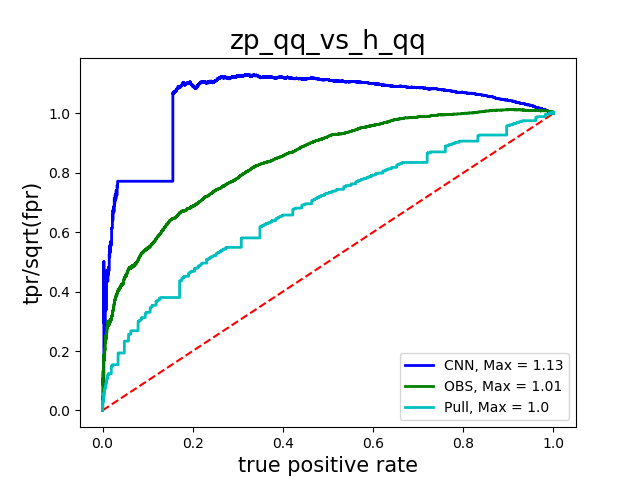 zp_qq_vs_h_qq
tpr/sqrt(fpr)
1.0
0.8
0.6
0.4
0.2
0.0
CNN, Max = 1.13
OBS, Max = 1.01
Pull, Max = 1.0
0.0 0.2 0.4 0.6 0.8 1.0
true positive rate